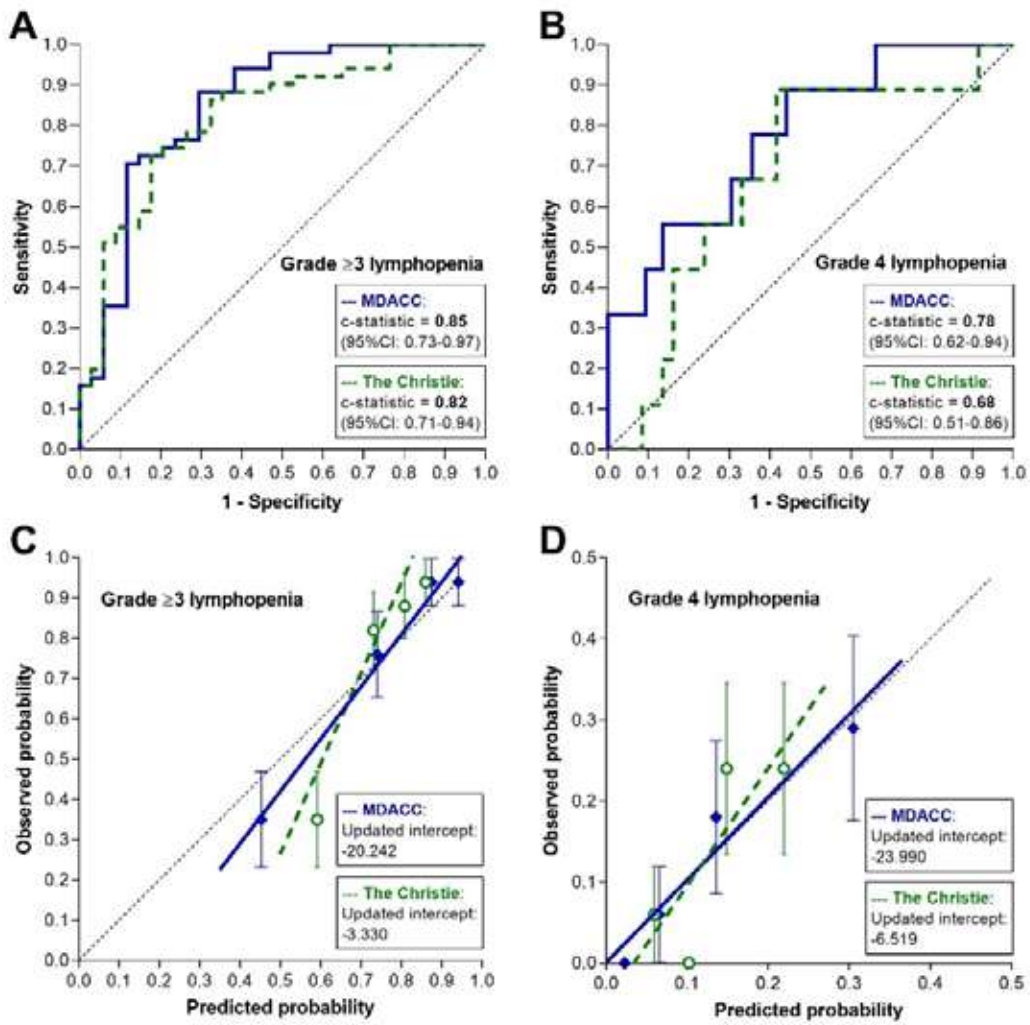 A
1.0
0.9
0.8
0.7
0.6
0.5
0.4
0.3
0.2
0.1
0.0
Sensitivity
0.0 0.1 0.2 0.3 0.4 0.5 0.6 0.7 0.8 0.9 1.0
1 - Specificity
Grade ≥3 lymphopenia
--- MDACC:
c-statistic = 0.85
(95%CI: 0.73-0.97)
--- The Christie:
c-statistic = 0.82
(95%CI: 0.71-0.94)
B
1.0
0.9
0.8
0.7
0.6
0.5
0.4
0.3
0.2
0.1
0.0
Sensitivity
0.0 0.1 0.2 0.3 0.4 0.5 0.6 0.7 0.8 0.9 1.0
1 - Specificity
Grade 4 lymphopenia
--- MDACC:
c-statistic = 0.78
(95%CI: 0.62-0.94)
--- The Christie:
c-statistic = 0.68
(95%CI: 0.51-0.86)
C
1.0
0.9
0.8
0.7
0.6
0.5
0.4
0.3
0.2
0.1
0.0
Observed probability
0.0 0.1 0.2 0.3 0.4 0.5 0.6 0.7 0.8 0.9 1.0
Predicted probability
Grade ≥3 lymphopenia
--- MDACC:
Updated intercept:
-20.242
--- The Christie:
Updated intercept:
-3.330
D
0.5
0.4
0.3
0.2
0.1
0.0
Observed probability
0.0 0.1 0.2 0.3 0.4 0.5
Predicted probability
Grade 4 lymphopenia
--- MDACC:
Updated intercept:
-23.990
--- The Christie:
Updated intercept:
-6.519